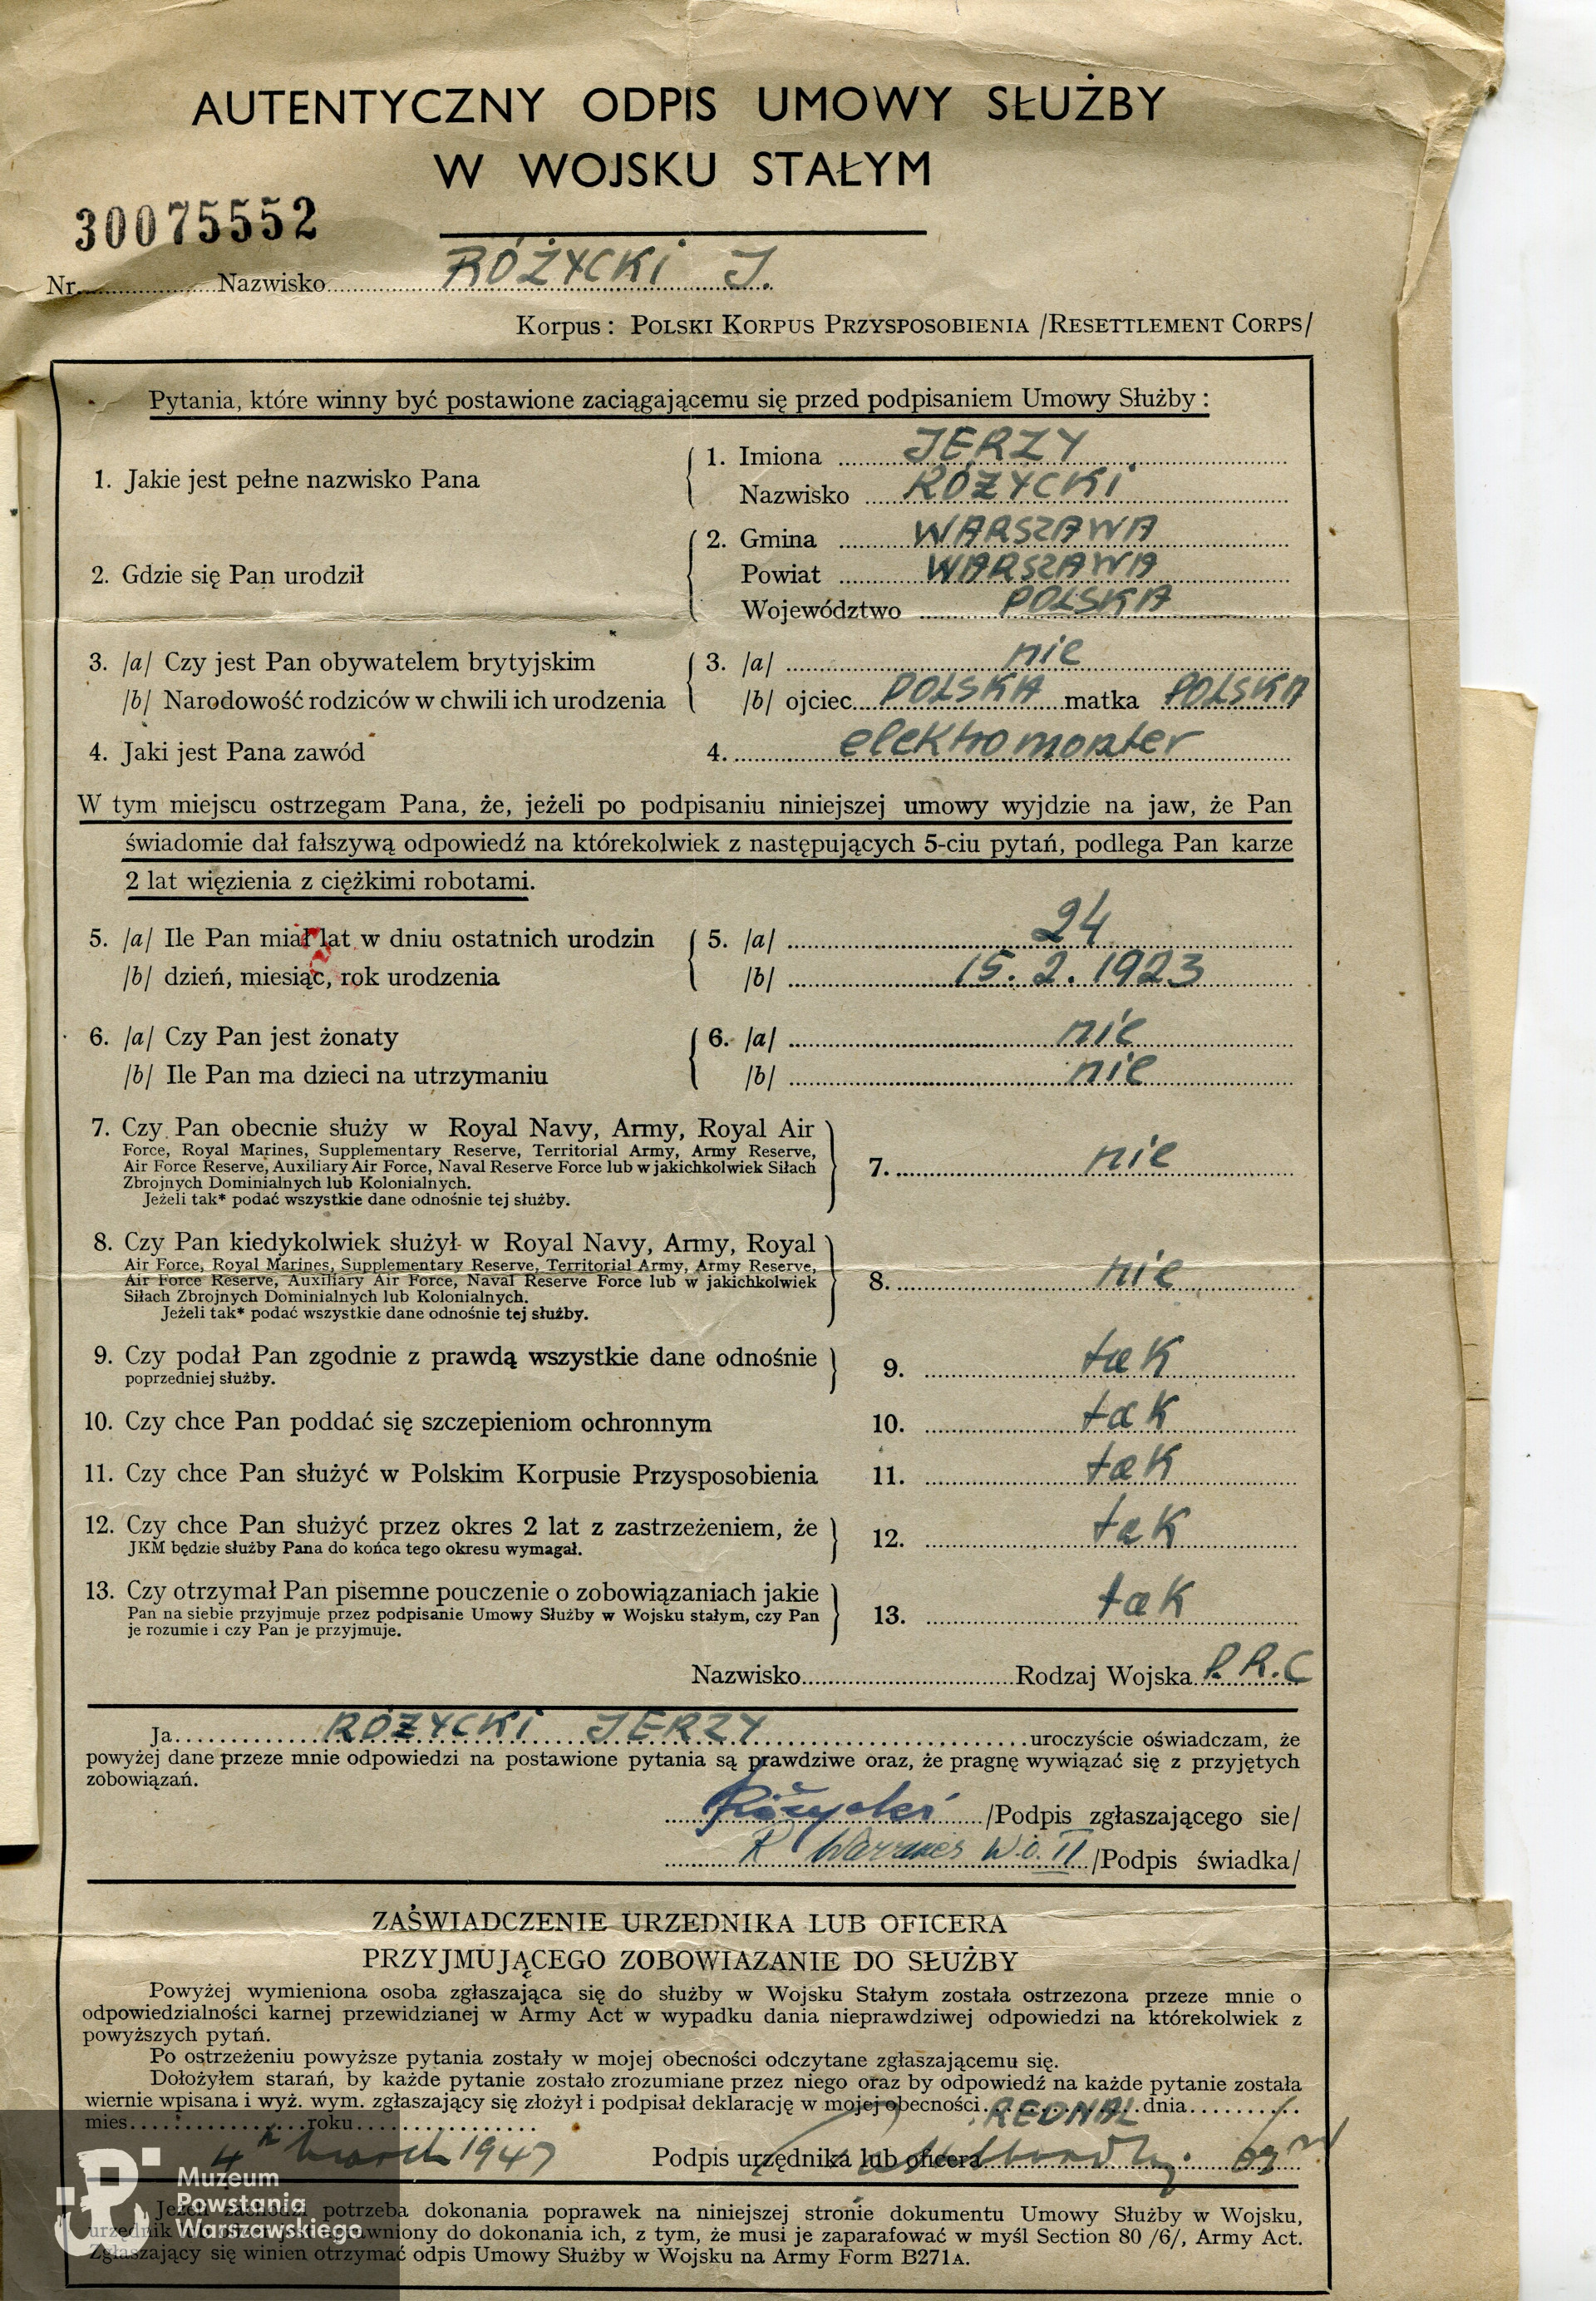 AUTENTYCZNY ODPIS UMOWY SŁUŻBY
W WOJSKU STAŁYM
30075552
Nr. Nazwisko RÓŻYCKI J.
Korpus: POLSKI KORPUS PRZYSPOSOBIENIA /RESETTLEMENT CORPS/
Pytania, które winny być postawione zaciągającemu się przed podpisaniem Umowy Służby:
1. Jakie jest pełne nazwisko Pana
1. Imiona JERZY
Nazwisko RÓŻYCKI
2. Gdzie się Pan urodził
2. Gmina WARSZAWA
Powiat WARSZAWA
Województwo POLSKA
3. /a/ Czy jest Pan obywatelem brytyjskim
3. /a/ nie
/b/ Narodowość rodziców w chwili ich urodzenia
/b/ ojciec POLSKA matka POLSKA
4. Jaki jest Pana zawód
4. elektromonter
W tym miejscu ostrzegam Pana, że, jeżeli po podpisaniu niniejszej umowy wyjdzie na jaw, że Pan
świadomie dał fałszywą odpowiedź na którekolwiek z następujących 5-ciu pytań, podlega Pan karze
2 lat więzienia z ciężkimi robotami.
5. /a/ Ile Pan miał lat w dniu ostatnich urodzin
5. /a/ 24
/b/ dzień, miesiąc, rok urodzenia
/b/ 15.2.1923
6. /a/ Czy Pan jest żonaty
6. /a/ nie
/b/ Ile Pan ma dzieci na utrzymaniu
/b/ nie
7. Czy Pan obecnie służy w Royal Navy, Army, Royal Air
Force, Royal Marines, Supplementary Reserve, Territorial Army, Army Reserve,
Air Force Reserve, Auxiliary Air Force, Naval Reserve Force lub w jakichkolwiek Siłach
Zbrojnych Dominialnych lub Kolonialnych.
Jeżeli tak* podać wszystkie dane odnośnie tej służby.
7. nie
8. Czy Pan kiedykolwiek służył w Royal Navy, Army, Royal
Air Force, Royal Marines, Supplementary Reserve, Territorial Army, Army Reserve,
Air Force Reserve, Auxiliary Air Force, Naval Reserve Force lub w jakichkolwiek
Siłach Zbrojnych Dominialnych lub Kolonialnych.
Jeżeli tak* podać wszystkie dane odnośnie tej służby.
8. nie
9. Czy podał Pan zgodnie z prawdą wszystkie dane odnośnie
poprzedniej służby.
9. tak
10. Czy chce Pan poddać się szczepieniom ochronnym
10. tak
11. Czy chce Pan służyć w Polskim Korpusie Przysposobienia
11. tak
12. Czy chce Pan służyć przez okres 2 lat z zastrzeżeniem, że
JKM będzie służby Pana do końca tego okresu wymagał.
12. tak
13. Czy otrzymał Pan pisemne pouczenie o zobowiązaniach jakie
Pan na siebie przyjmuje przez podpisanie Umowy Służby w Wojsku stałym, czy Pan
je rozumie i czy Pan je przyjmuje.
13. tak
Nazwisko Rodzaj Wojska P.R.C
Ja RÓŻYCKI JERZY uroczyście oświadczam, że
powyżej dane przeze mnie odpowiedzi na postawione pytania są prawdziwe oraz, że pragnę wywiązać się z przyjętych
zobowiązań.
Różycki /Podpis zgłaszającego sie/
R W.O. II /Podpis świadka/
ZAŚWIADCZENIE URZEDNIKA LUB OFICERA
PRZYJMUJĄCEGO ZOBOWIAZANIE DO SŁUŻBY
Powyżej wymieniona osoba zgłaszająca się do służby w Wojsku Stałym została ostrzezona przeze mnie o
odpowiedzialności karnej przewidzianej w Army Act w wypadku dania nieprawdziwej odpowiedzi na którekolwiek z
powyższych pytań.
Po ostrzeżeniu powyższe pytania zostały w mojej obecności odczytane zgłaszającemu się.
Dołożyłem starań, by każde pytanie zostało zrozumiane przez niego oraz by odpowiedź na każde pytanie została
wiernie wpisana i wyż. wym. zgłaszający się złożył i podpisał deklarację w mojej obecności REDNAL dnia
mies. roku
4th March 1947 Podpis urzędnika lub oficera
Jeżeli zachodzi potrzeba dokonania poprawek na niniejszej stronie dokumentu Umowy Służby w Wojsku,
urzędnik uprawniony do dokonania ich, z tym, że musi je zaparafować w myśl Section 80 /6/, Army Act.
Zgłaszający się winien otrzymać odpis Umowy Służby w Wojsku na Army Form B271A.
Muzeum
Powstania
Warszawskiego